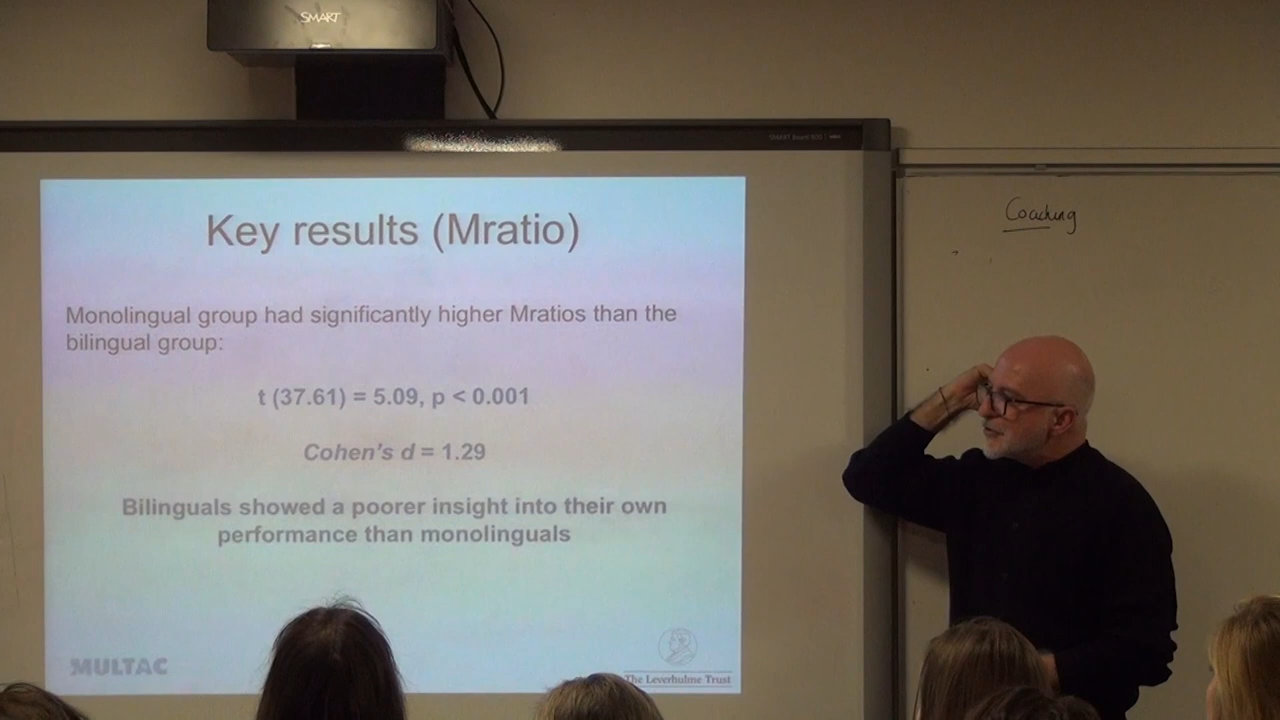 SMART
SMART Board
Key results (Mratio)
Coaching
Monolingual group had significantly higher Mratios than the
bilingual group:
t (37.61) = 5.09, p < 0.001
Cohen's d = 1.29
Bilinguals showed a poorer insight into their own
performance than monolinguals
MULTAC
The Leverhulme Trust